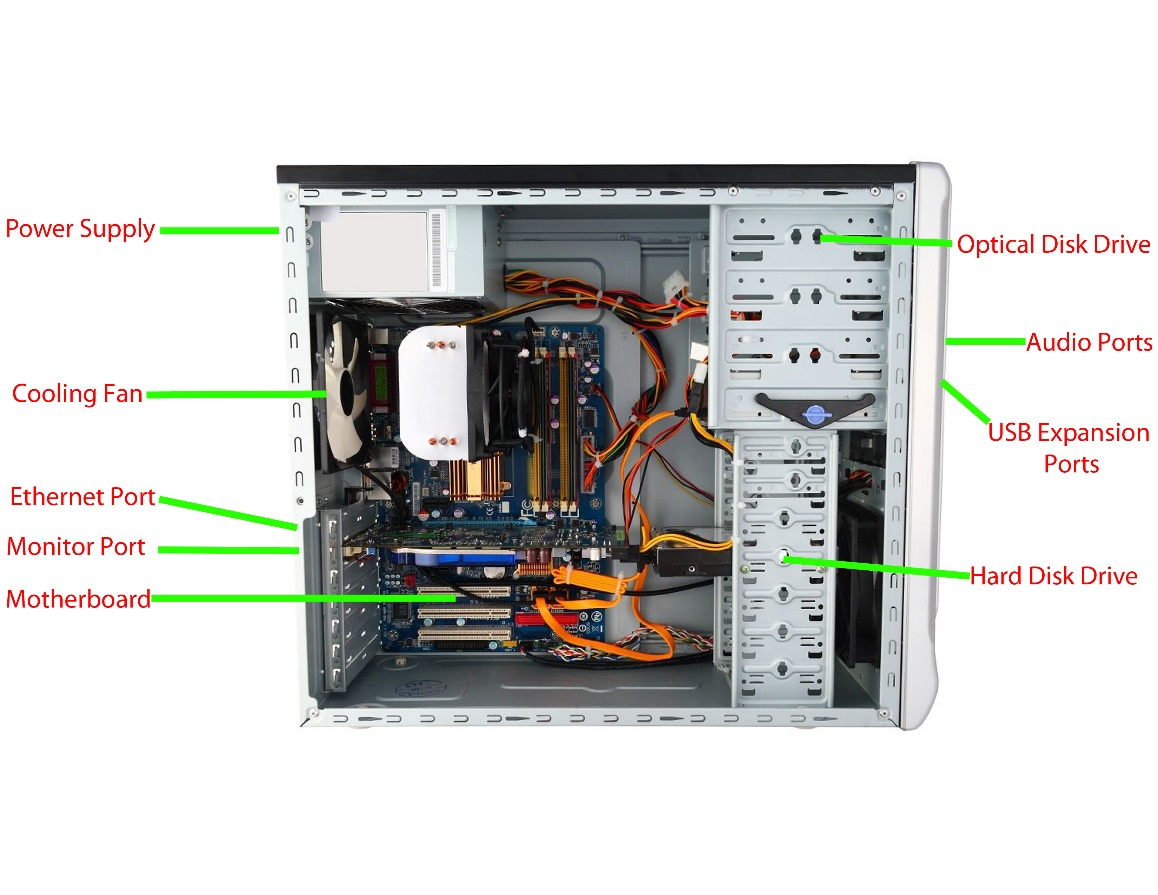 Power Supply
Optical Disk Drive
Audio Ports
Cooling Fan
USB Expansion
Ports
Ethernet Port
Monitor Port
Hard Disk Drive
Motherboard